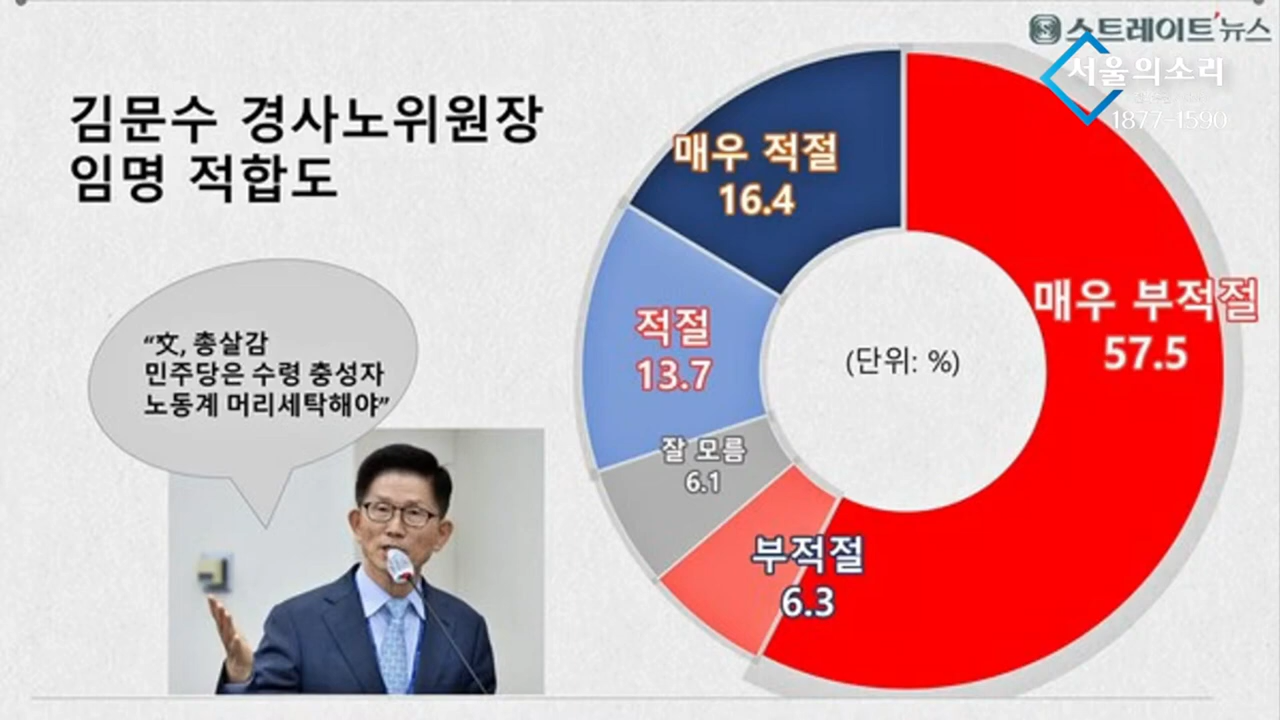 스트레이트뉴스
서울의소리
1877-1590
김문수 경사노위원장
임명 적합도
매우 적절
16.4
매우 부적절
57.5
적절
13.7
(단위: %)
잘 모름
6.1
부적절
6.3
“文, 총살감
민주당은 수령 충성자
노동계 머리세탁해야”